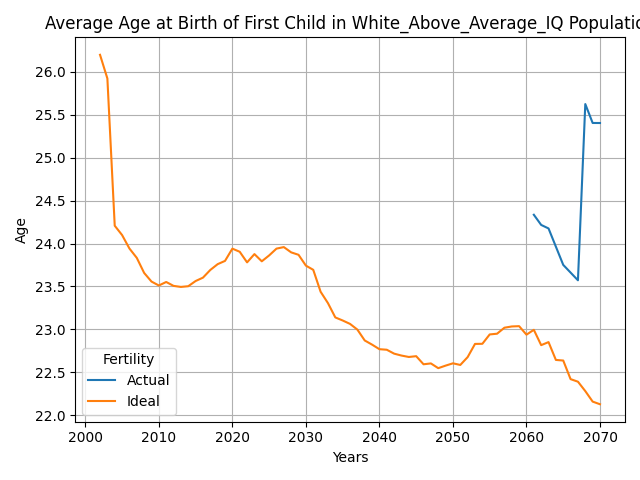 Average Age at Birth of First Child in White_Above_Average_IQ Populatio
26.0
25.5
25.0
24.5
24.0
23.5
23.0
22.5
22.0
Age
Fertility
Actual
Ideal
2000 2010 2020 2030 2040 2050 2060 2070
Years